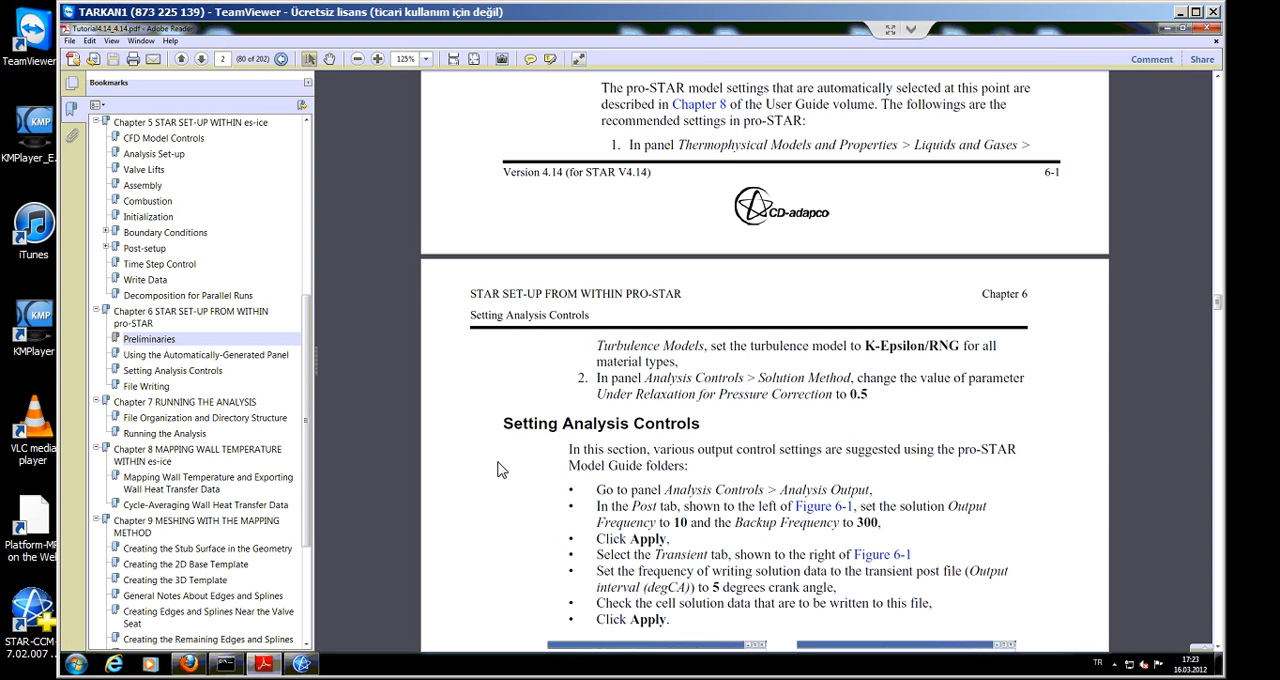 TARKAN1 (873 225 139) - TeamViewer - Ücretsiz lisans (ticari kullanım için değil)
Tutorial4.14_4.14.pdf - Adobe Reader
File Edit View Window Help
2 (80 of 202) 125% Comment Share
Bookmarks
Chapter 5 STAR SET-UP WITHIN es-ice
CFD Model Controls
Analysis Set-up
Valve Lifts
Assembly
Combustion
Initialization
Boundary Conditions
Post-setup
Time Step Control
Write Data
Decomposition for Parallel Runs
Chapter 6 STAR SET-UP FROM WITHIN
pro-STAR
Preliminaries
Using the Automatically-Generated Panel
Setting Analysis Controls
File Writing
Chapter 7 RUNNING THE ANALYSIS
File Organization and Directory Structure
Running the Analysis
Chapter 8 MAPPING WALL TEMPERATURE
WITHIN es-ice
Mapping Wall Temperature and Exporting
Wall Heat Transfer Data
Cycle-Averaging Wall Heat Transfer Data
Chapter 9 MESHING WITH THE MAPPING
METHOD
Creating the Stub Surface in the Geometry
Creating the 2D Base Template
Creating the 3D Template
General Notes About Edges and Splines
Creating Edges and Splines Near the Valve
Seat
Creating the Remaining Edges and Splines
The pro-STAR model settings that are automatically selected at this point are
described in Chapter 8 of the User Guide volume. The followings are the
recommended settings in pro-STAR:
1. In panel Thermophysical Models and Properties > Liquids and Gases >
Version 4.14 (for STAR V4.14) 6-1
CD-adapco
STAR SET-UP FROM WITHIN PRO-STAR Chapter 6
Setting Analysis Controls
Turbulence Models, set the turbulence model to K-Epsilon/RNG for all
material types,
2. In panel Analysis Controls > Solution Method, change the value of parameter
Under Relaxation for Pressure Correction to 0.5
Setting Analysis Controls
In this section, various output control settings are suggested using the pro-STAR
Model Guide folders:
• Go to panel Analysis Controls > Analysis Output,
• In the Post tab, shown to the left of Figure 6-1, set the solution Output
Frequency to 10 and the Backup Frequency to 300,
• Click Apply,
• Select the Transient tab, shown to the right of Figure 6-1
• Set the frequency of writing solution data to the transient post file (Output
interval (degCA)) to 5 degrees crank angle,
• Check the cell solution data that are to be written to this file,
• Click Apply.
TeamViewer
KMPlayer_E...
iTunes
KMPlayer
VLC media
player
Platform-M
on the Web
STAR-CCM
7.02.007
TR 17:23
16.03.2012